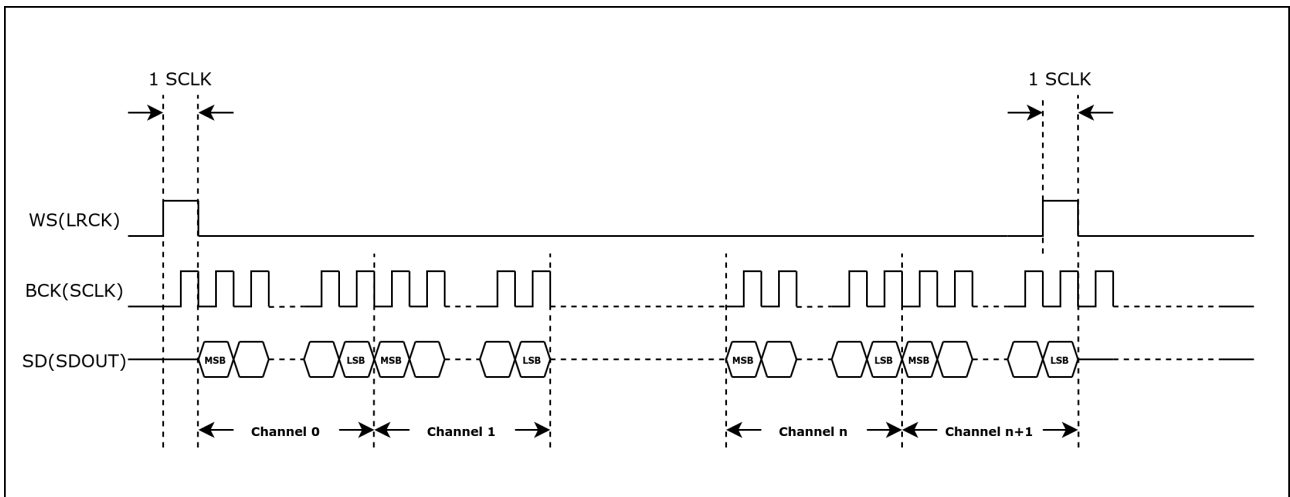 1 SCLK 1 SCLK
WS(LRCK)
BCK(SCLK)
SD(SDOUT) MSB LSB MSB LSB MSB LSB MSB LSB
Channel 0 Channel 1 Channel n Channel n+1